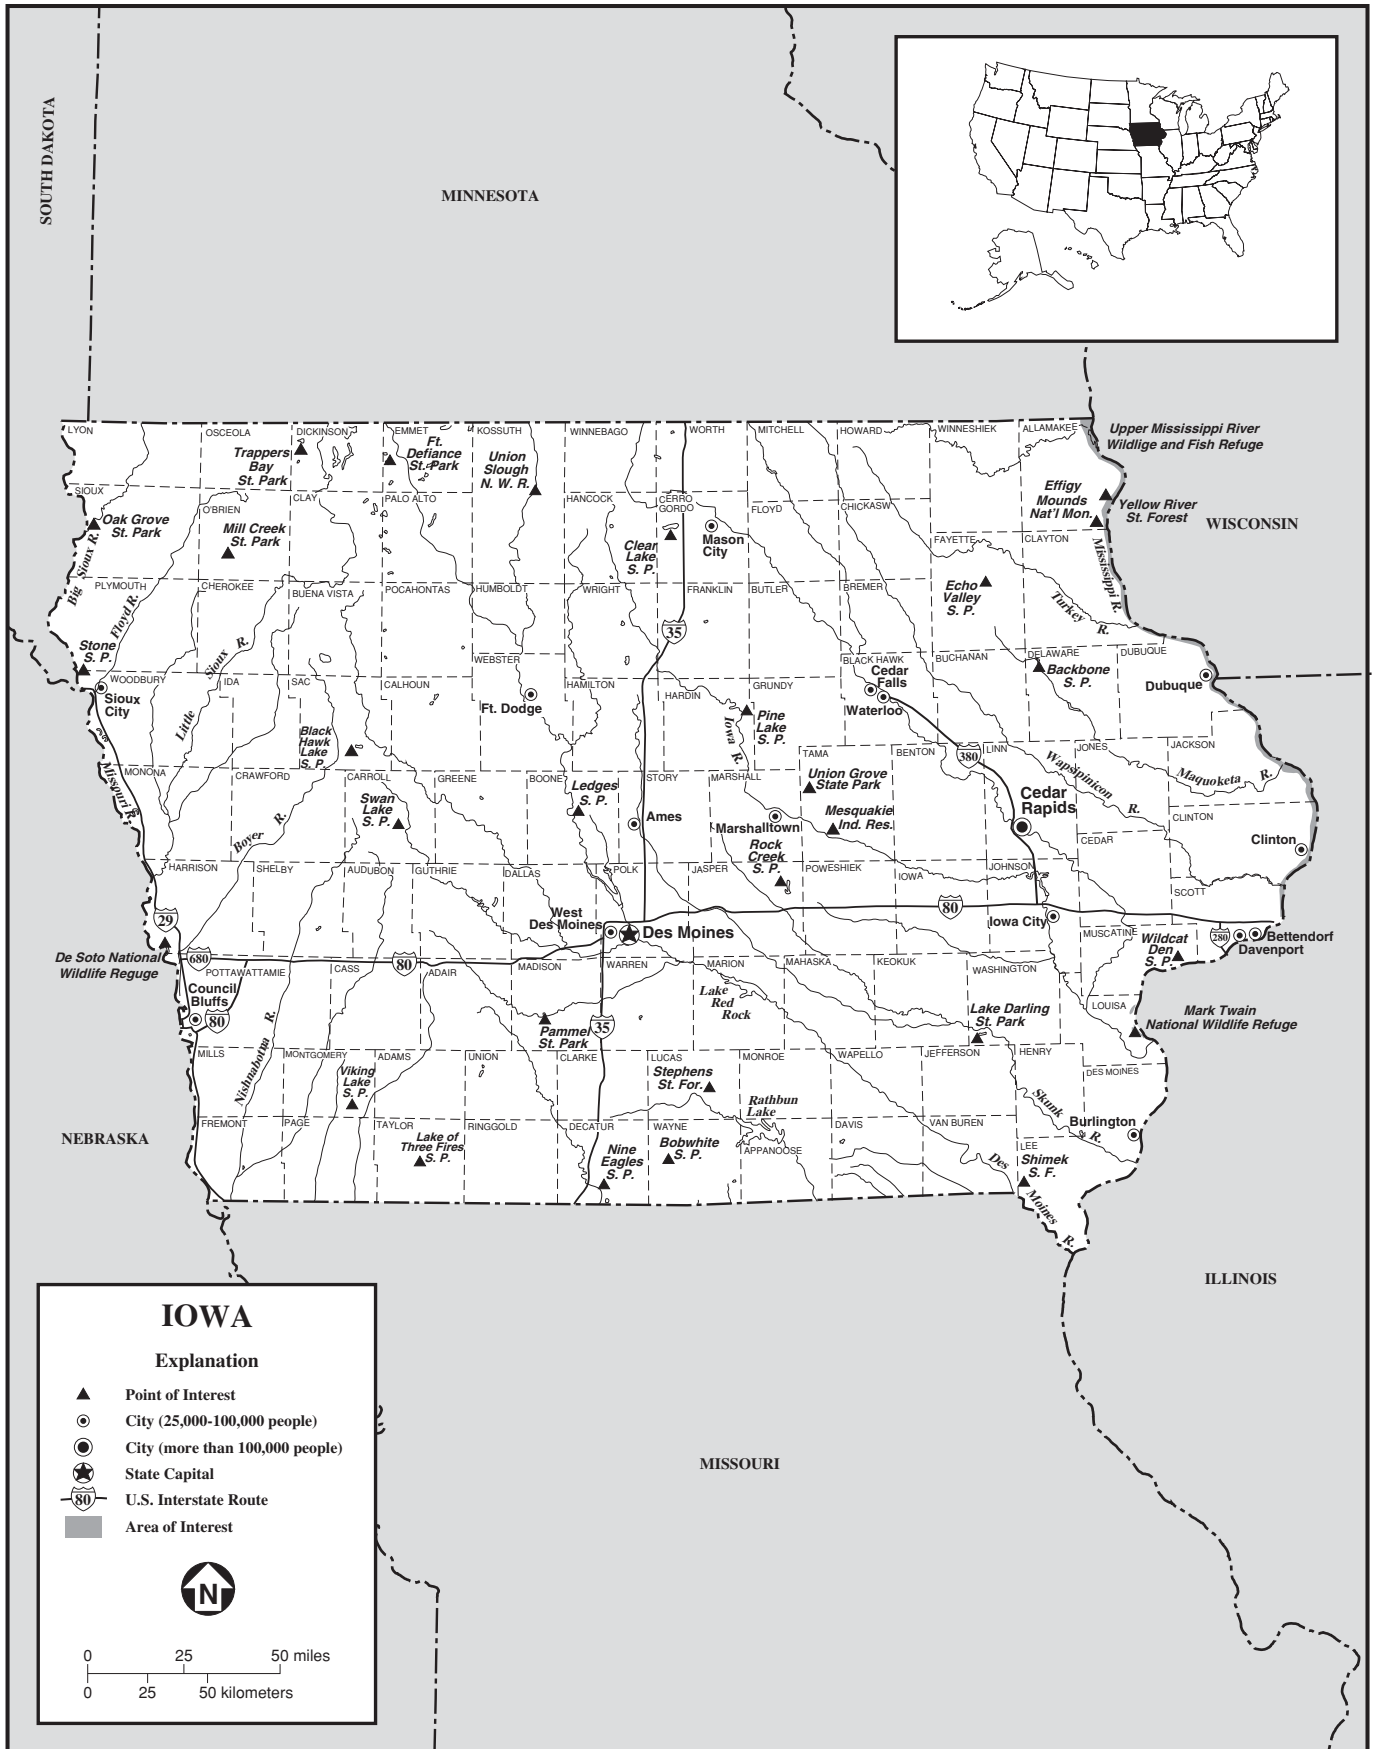 SOUTH DAKOTA
MINNESOTA
LYON
OSCEOLA
DICKINSON
EMMET
KOSSUTH
WINNEBAGO
WORTH
MITCHELL
HOWARD
WINNESHIEK
ALLAMAKEE
Upper Mississippi River
Wildlige and Fish Refuge
Trappers
Bay
St. Park
Ft.
Defiance
St. Park
Union
Slough
N. W. R.
SIOUX
O'BRIEN
CLAY
PALO ALTO
HANCOCK
CERRO
GORDO
FLOYD
CHICKASW
Effigy
Mounds
Nat'l Mon.
Yellow River
St. Forest
WISCONSIN
Oak Grove
St. Park
Mill Creek
St. Park
Clear
Lake
S. P.
Mason
City
FAYETTE
CLAYTON
Big Sioux R.
Floyd R.
Mississippi R.
PLYMOUTH
CHEROKEE
BUENA VISTA
POCAHONTAS
HUMBOLDT
WRIGHT
FRANKLIN
BUTLER
BREMER
Echo
Valley
S. P.
Turkey R.
35
Stone
S. P.
Little Sioux R.
WEBSTER
BLACK HAWK
BUCHANAN
DELAWARE
DUBUQUE
WOODBURY
IDA
SAC
CALHOUN
HAMILTON
HARDIN
GRUNDY
Cedar
Falls
Backbone
S. P.
Dubuque
Sioux
City
Ft. Dodge
Waterloo
Iowa R.
Pine
Lake
S. P.
Black
Hawk
Lake
S. P.
Missouri R.
MONONA
CRAWFORD
CARROLL
GREENE
BOONE
STORY
MARSHALL
TAMA
BENTON
380
LINN
JONES
JACKSON
Wapsipinicon R.
Maquoketa R.
Swan
Lake
S. P.
Ledges
S. P.
Union Grove
State Park
Cedar
Rapids
Boyer R.
Ames
Marshalltown
Mesquakie
Ind. Res.
CLINTON
Clinton
CEDAR
Rock
Creek
S. P.
HARRISON
SHELBY
AUDUBON
GUTHRIE
DALLAS
POLK
JASPER
POWESHIEK
IOWA
JOHNSON
SCOTT
29
West
Des Moines
Des Moines
80
Iowa City
MUSCATINE
Wildcat
Den
S. P.
280
Bettendorf
Davenport
De Soto National
Wildlife Reguge
680
POTTAWATTAMIE
CASS
80
ADAIR
MADISON
WARREN
MARION
MAHASKA
KEOKUK
WASHINGTON
Council
Bluffs
80
Lake
Red
Rock
LOUISA
Lake Darling
St. Park
Mark Twain
National Wildlife Refuge
Nishnabotna R.
Pammel
St. Park
35
MILLS
MONTGOMERY
ADAMS
UNION
CLARKE
LUCAS
MONROE
WAPELLO
JEFFERSON
HENRY
DES MOINES
Viking
Lake
S. P.
Stephens
St. For.
Rathbun
Lake
Skunk R.
Burlington
NEBRASKA
FREMONT
PAGE
TAYLOR
RINGGOLD
DECATUR
WAYNE
APPANOOSE
DAVIS
VAN BUREN
LEE
Lake of
Three Fires
S. P.
Nine
Eagles
S. P.
Bobwhite
S. P.
Des Moines R.
Shimek
S. F.
ILLINOIS
MISSOURI
IOWA
Explanation
Point of Interest
City (25,000-100,000 people)
City (more than 100,000 people)
State Capital
80 U.S. Interstate Route
Area of Interest
N
0 25 50 miles
0 25 50 kilometers